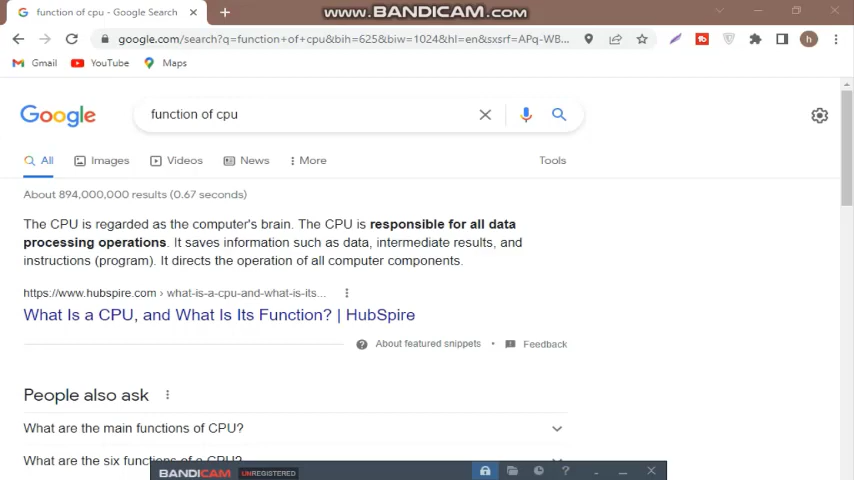 function of cpu - Google Search
www.BANDICAM.com
google.com/search?q=function+of+cpu&bih=625&biw=1024&hl=en&sxsrf=APq-WB...
h
Gmail YouTube Maps
Google
function of cpu
All Images Videos News More Tools
About 894,000,000 results (0.67 seconds)
The CPU is regarded as the computer's brain. The CPU is responsible for all data
processing operations. It saves information such as data, intermediate results, and
instructions (program). It directs the operation of all computer components.
https://www.hubspire.com › what-is-a-cpu-and-what-is-its...
What Is a CPU, and What Is Its Function? | HubSpire
About featured snippets • Feedback
People also ask
What are the main functions of CPU?
What are the six functions of a CPU?
BANDICAM UNREGISTERED